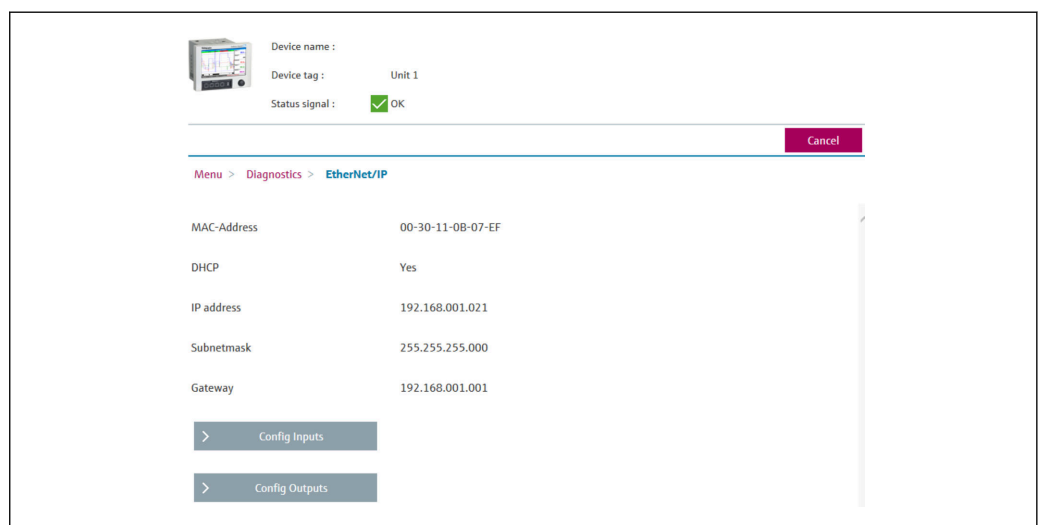 Device name :
Device tag : Unit 1
Status signal : OK
Cancel
Menu > Diagnostics > EtherNet/IP
MAC-Address 00-30-11-0B-07-EF
DHCP Yes
IP address 192.168.001.021
Subnetmask 255.255.255.000
Gateway 192.168.001.001
> Config Inputs
> Config Outputs